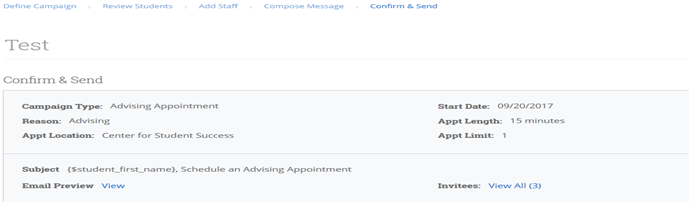 Define Campaign › Review Students › Add Staff › Compose Message › Confirm & Send
Test
Confirm & Send
Campaign Type: Advising Appointment Start Date: 09/20/2017
Reason: Advising Appt Length: 15 minutes
Appt Location: Center for Student Success Appt Limit: 1
Subject {$student_first_name}, Schedule an Advising Appointment
Email Preview View Invitees: View All (3)